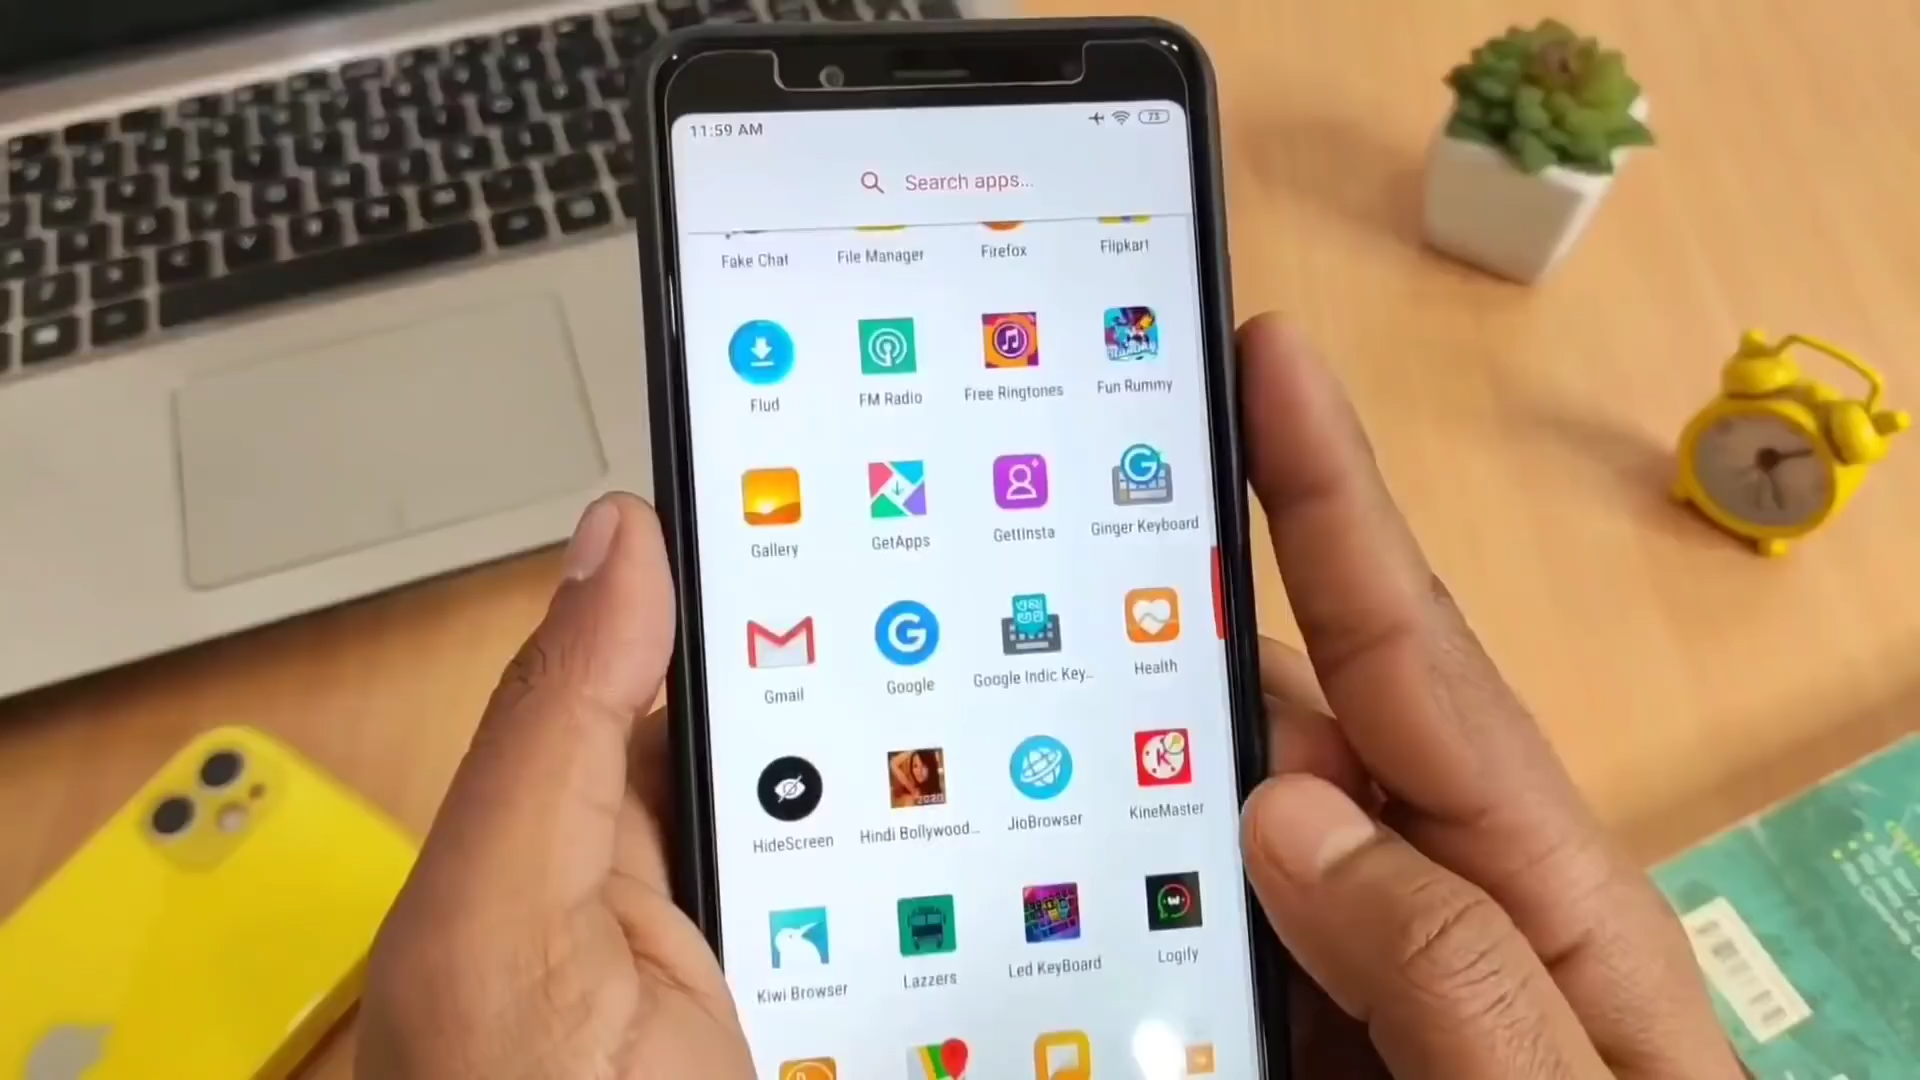 11:59 AM
73
Search apps...
Fake Chat
File Manager
Firefox
Flipkart
Flud
FM Radio
Free Ringtones
Fun Rummy
Gallery
GetApps
GetInsta
Ginger Keyboard
Gmail
Google
Google Indic Key...
Health
2020
HideScreen
Hindi Bollywood...
JioBrowser
KineMaster
Kiwi Browser
Lazzers
Led KeyBoard
Logify